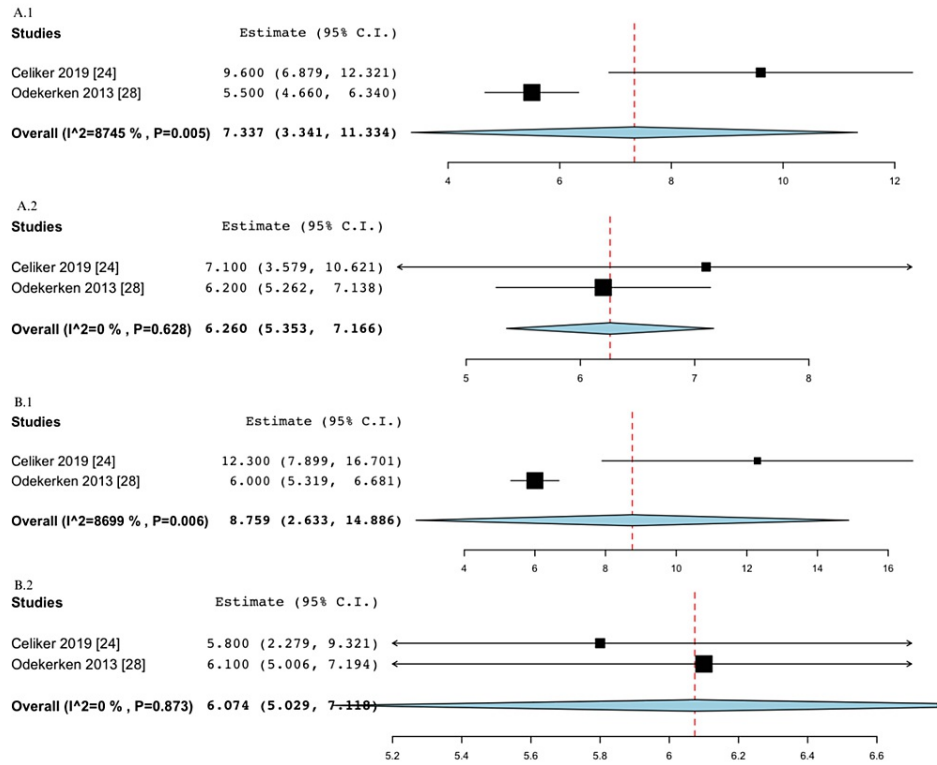 A.1
Studies Estimate (95% C.I.)
Celiker 2019 [24] 9.600 (6.879, 12.321)
Odekerken 2013 [28] 5.500 (4.660, 6.340)
Overall (I^2=8745 % , P=0.005) 7.337 (3.341, 11.334)
4 6 8 10 12
A.2
Studies Estimate (95% C.I.)
Celiker 2019 [24] 7.100 (3.579, 10.621)
Odekerken 2013 [28] 6.200 (5.262, 7.138)
Overall (I^2=0 % , P=0.628) 6.260 (5.353, 7.166)
5 6 7 8
B.1
Studies Estimate (95% C.I.)
Celiker 2019 [24] 12.300 (7.899, 16.701)
Odekerken 2013 [28] 6.000 (5.319, 6.681)
Overall (I^2=8699 % , P=0.006) 8.759 (2.633, 14.886)
4 6 8 10 12 14 16
B.2
Studies Estimate (95% C.I.)
Celiker 2019 [24] 5.800 (2.279, 9.321)
Odekerken 2013 [28] 6.100 (5.006, 7.194)
Overall (I^2=0 % , P=0.873) 6.074 (5.029, 7.118)
5.2 5.4 5.6 5.8 6 6.2 6.4 6.6